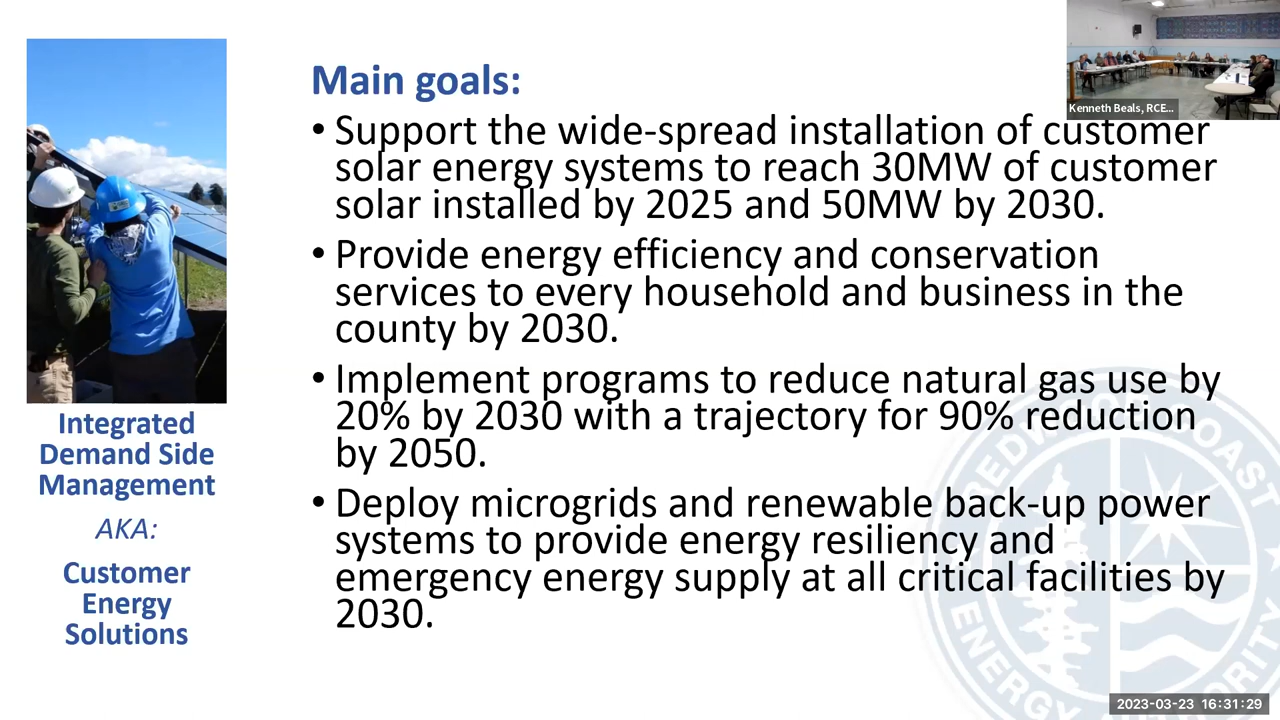 Main goals:
• Support the wide-spread installation of customer
solar energy systems to reach 30MW of customer
solar installed by 2025 and 50MW by 2030.
• Provide energy efficiency and conservation
services to every household and business in the
county by 2030.
• Implement programs to reduce natural gas use by
20% by 2030 with a trajectory for 90% reduction
by 2050.
• Deploy microgrids and renewable back-up power
systems to provide energy resiliency and
emergency energy supply at all critical facilities by
2030.
Integrated
Demand Side
Management
AKA:
Customer
Energy
Solutions
Kenneth Beals, RCE...
COAST
ENERGY
2023-03-23 16:31:29